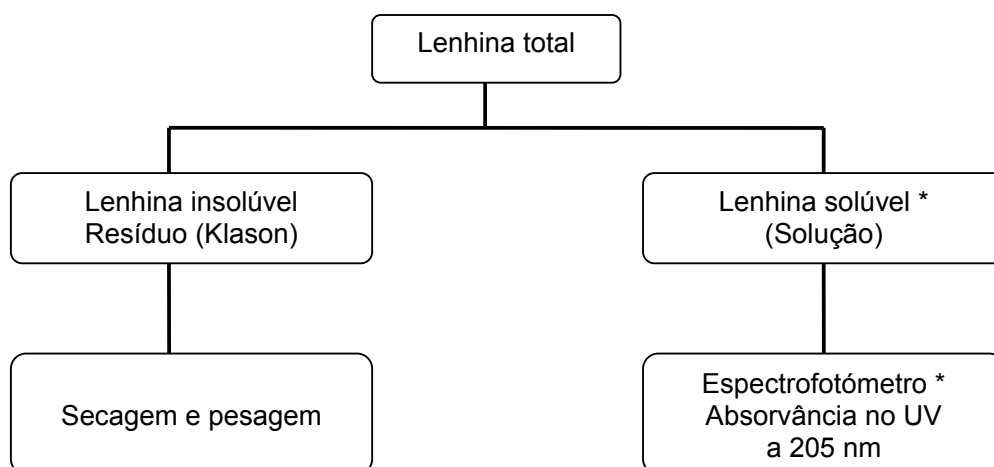 Lenhina total
Lenhina insolúvel
Resíduo (Klason)
Lenhina solúvel *
(Solução)
Secagem e pesagem
Espectrofotómetro *
Absorvância no UV
a 205 nm